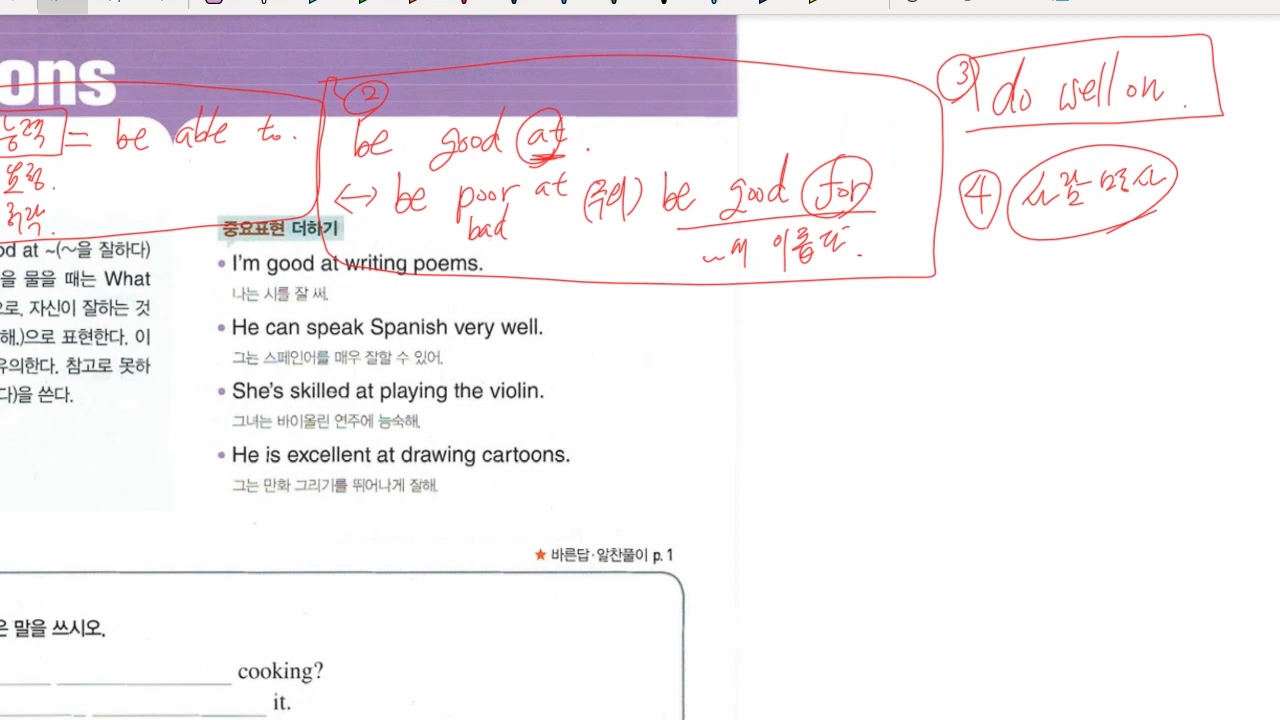 ons
능력 = be able to.
요청.
허락.
② be good at.
↔ be poor at (주의) be good for
bad
~에 이롭다.
③ do well on.
④ 사람 묘사
od at ~(~을 잘하다)
을 물을 때는 What
으로, 자신이 잘하는 것
해.)으로 표현한다. 이
유의한다. 참고로 못하
다)을 쓴다.
중요표현 더하기
• I'm good at writing poems.
나는 시를 잘 써.
• He can speak Spanish very well.
그는 스페인어를 매우 잘할 수 있어.
• She's skilled at playing the violin.
그녀는 바이올린 연주에 능숙해.
• He is excellent at drawing cartoons.
그는 만화 그리기를 뛰어나게 잘해.
★ 바른답·알찬풀이 p. 1
은 말을 쓰시오.
cooking?
it.